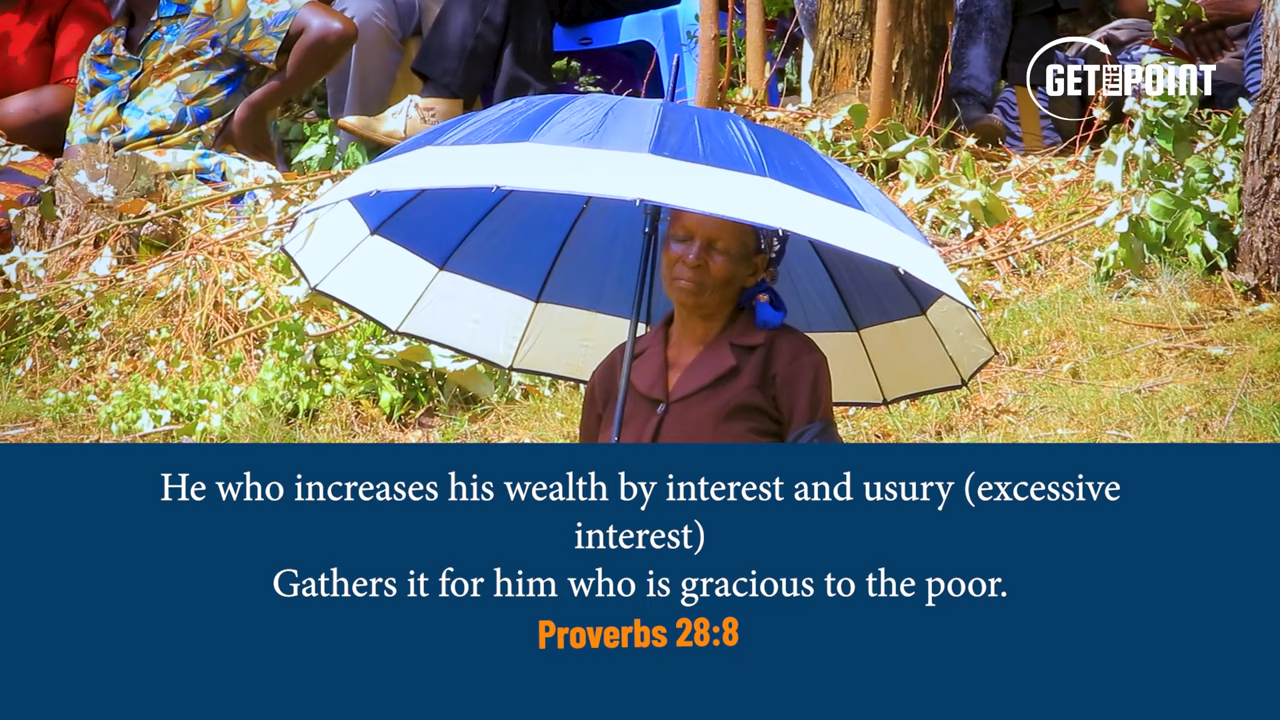 GET THE POINT
He who increases his wealth by interest and usury (excessive
interest)
Gathers it for him who is gracious to the poor.
Proverbs 28:8